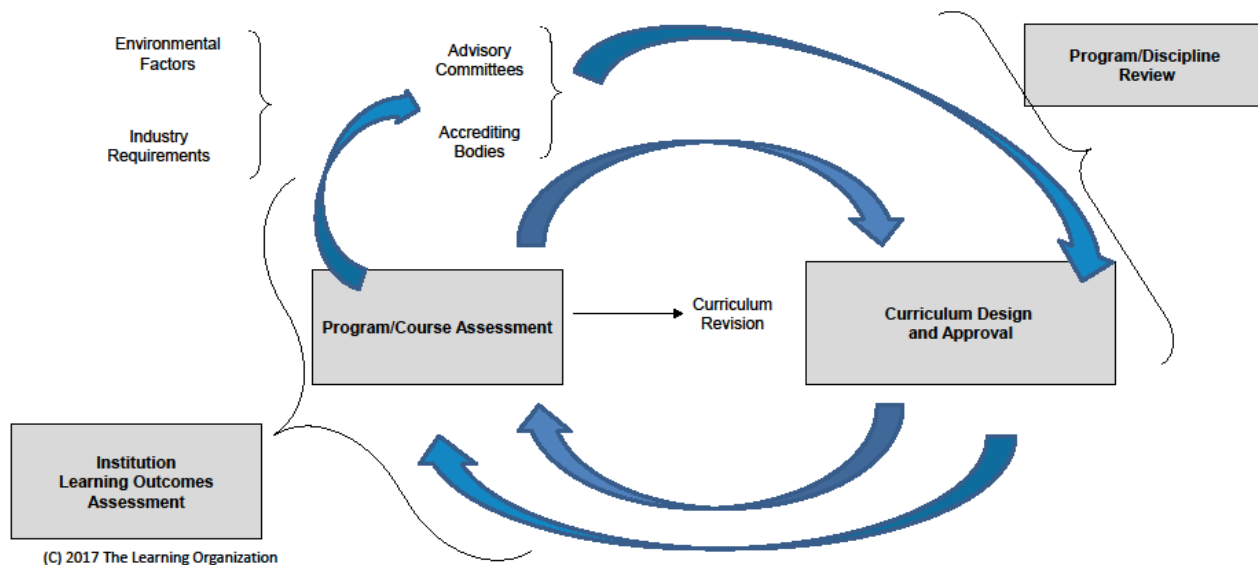 Environmental
Factors
Industry
Requirements
Advisory
Committees
Accrediting
Bodies
Program/Discipline
Review
Program/Course Assessment
Curriculum
Revision
Curriculum Design
and Approval
Institution
Learning Outcomes
Assessment
(C) 2017 The Learning Organization